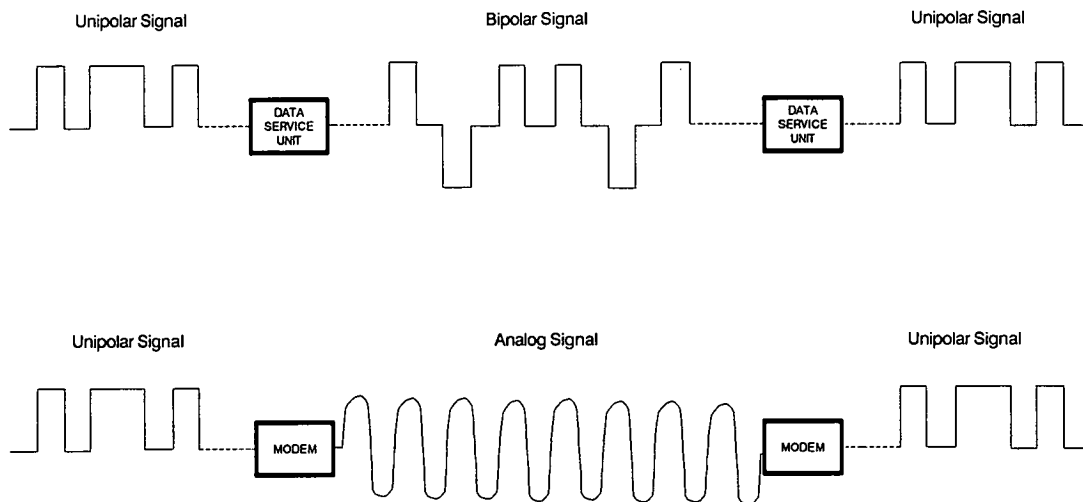 Unipolar Signal
Bipolar Signal
Unipolar Signal
DATA
SERVICE
UNIT
DATA
SERVICE
UNIT
Unipolar Signal
Analog Signal
Unipolar Signal
MODEM
MODEM